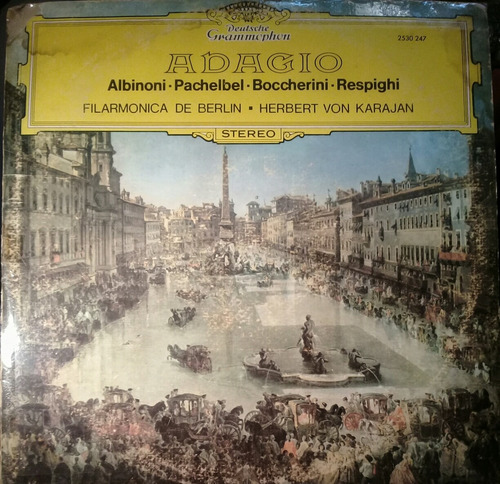 Deutsche
Grammophon
2530 247
ADAGIO
Albinoni · Pachelbel · Boccherini · Respighi
FILARMONICA DE BERLIN ▪ HERBERT VON KARAJAN
STEREO